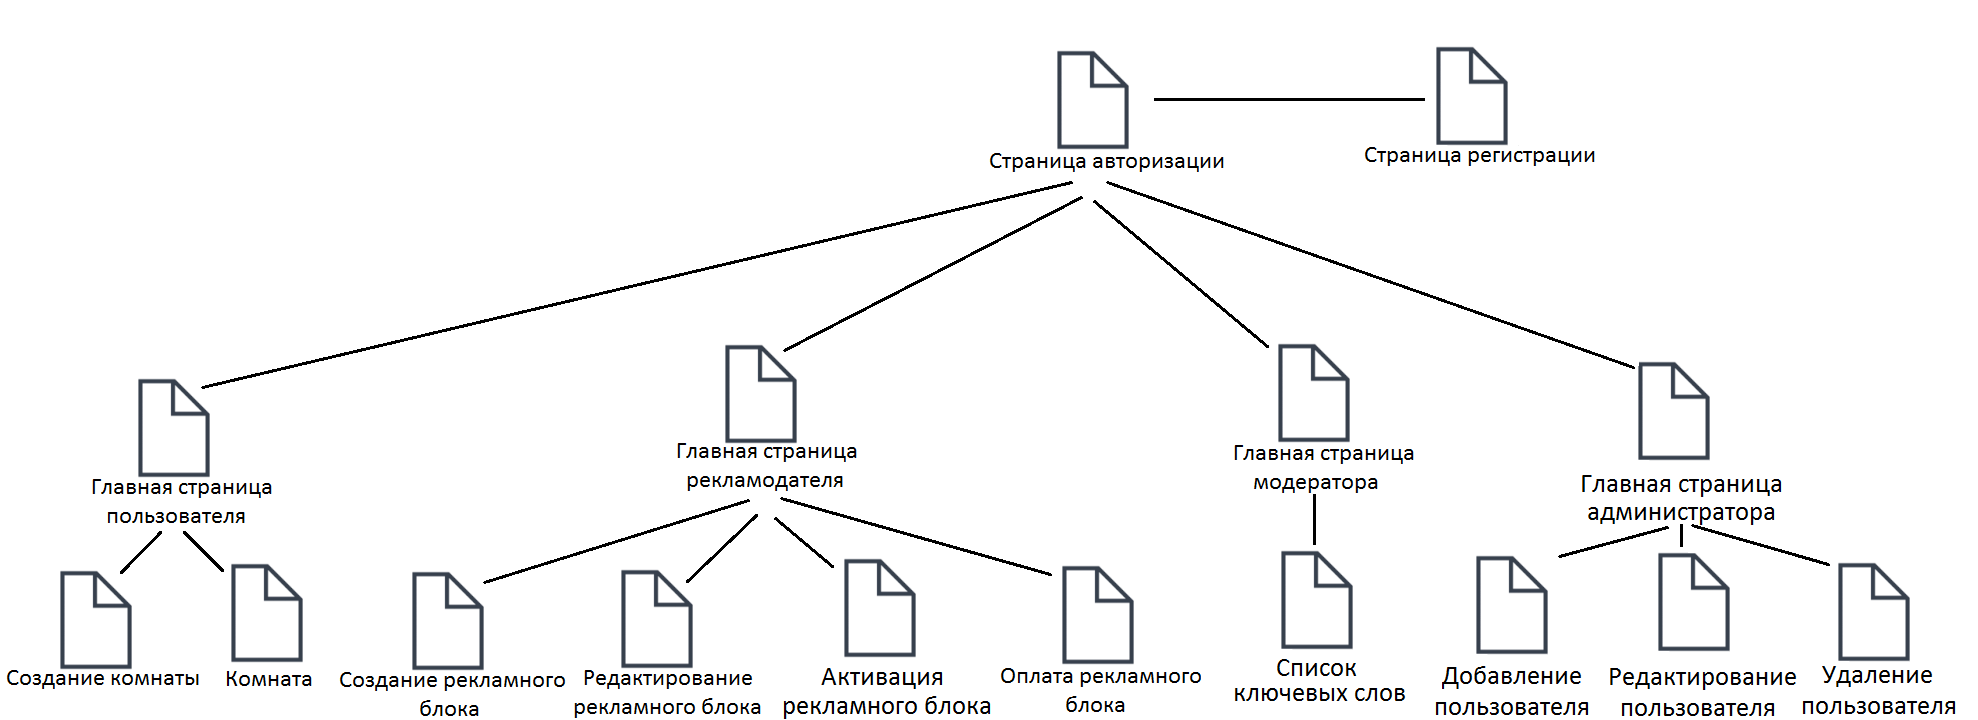 Страница авторизации
Страница регистрации
Главная страница
пользователя
Главная страница
рекламодателя
Главная страница
модератора
Главная страница
администратора
Создание комнаты
Комната
Создание рекламного
блока
Редактирование
рекламного блока
Активация
рекламного блока
Оплата рекламного
блока
Список
ключевых слов
Добавление
пользователя
Редактирование
пользователя
Удаление
пользователя